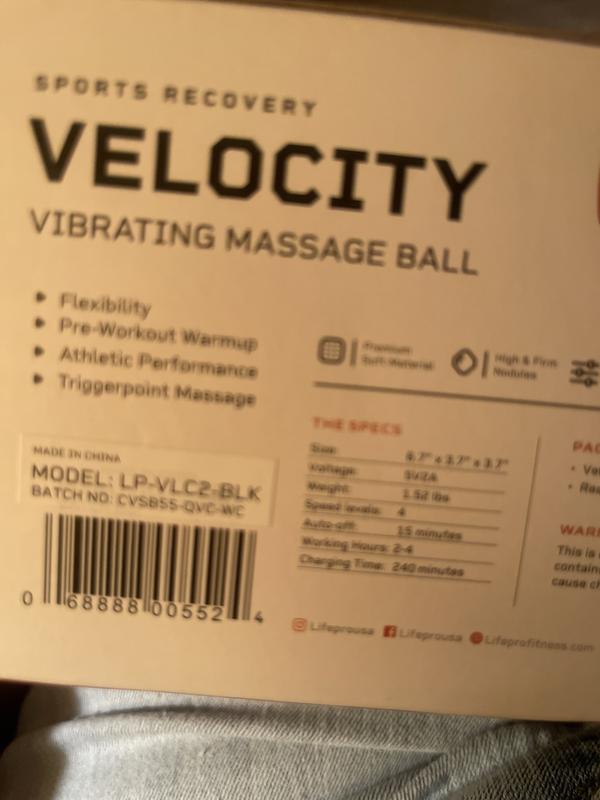 SPORTS RECOVERY
VELOCITY
VIBRATING MASSAGE BALL
Flexibility
Pre-Workout Warmup
Athletic Performance
Triggerpoint Massage
Premium
Soft Material
High & Firm
Nodules
MADE IN CHINA
MODEL: LP-VLC2-BLK
BATCH NO: CVSB55-QVC-WC
0 68888 00552 4
THE SPECS
Size: 6.7" x 3.7" x 3.7"
Voltage: 5V2A
Weight: 1.52 lbs
Speed levels: 4
Auto-off: 15 minutes
Working Hours: 2-4
Charging Time: 240 minutes
This is
cause
Lifeprousa Lifeprousa Lifeprofitness.com